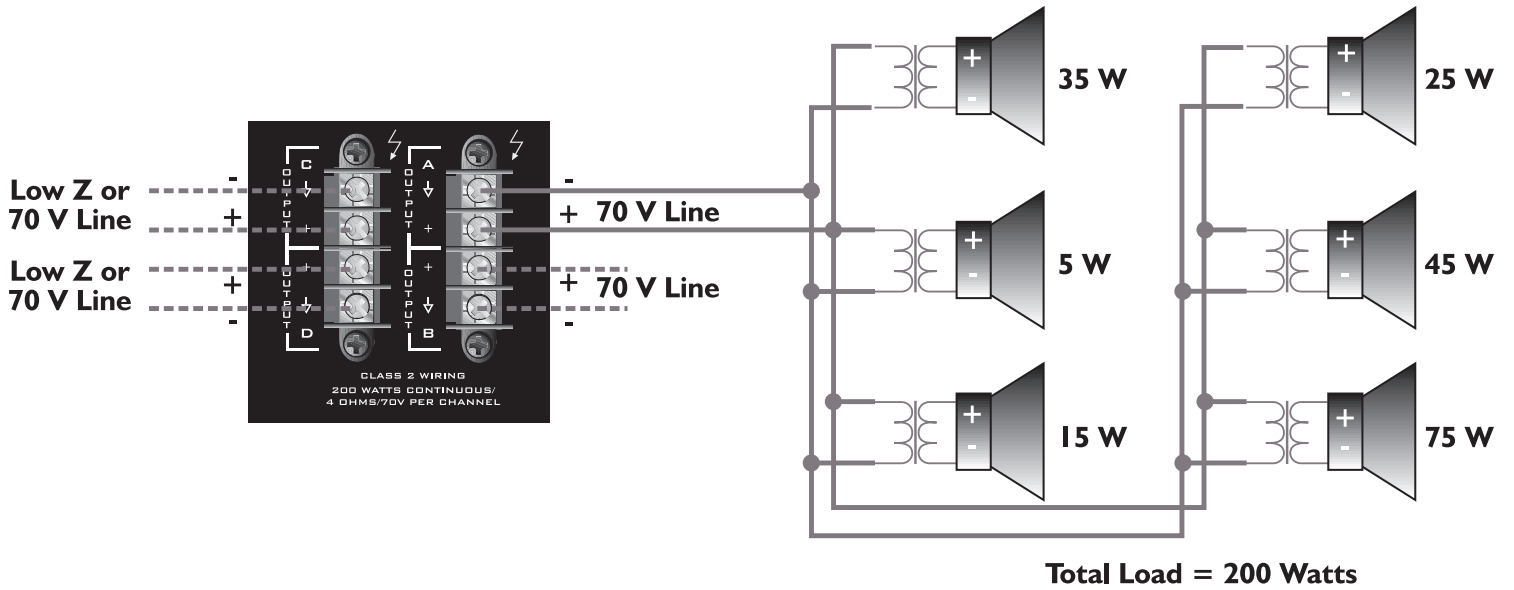 Low Z or
70 V Line
-
+
Low Z or
70 V Line
+
-
C
OUTPUT
+
+
OUTPUT
D
A
OUTPUT
+
+
OUTPUT
B
CLASS 2 WIRING
200 WATTS CONTINUOUS/
4 OHMS/70V PER CHANNEL
-
+ 70 V Line
+ 70 V Line
-
+
-
35 W
+
-
25 W
+
-
5 W
+
-
45 W
+
-
15 W
+
-
75 W
Total Load = 200 Watts